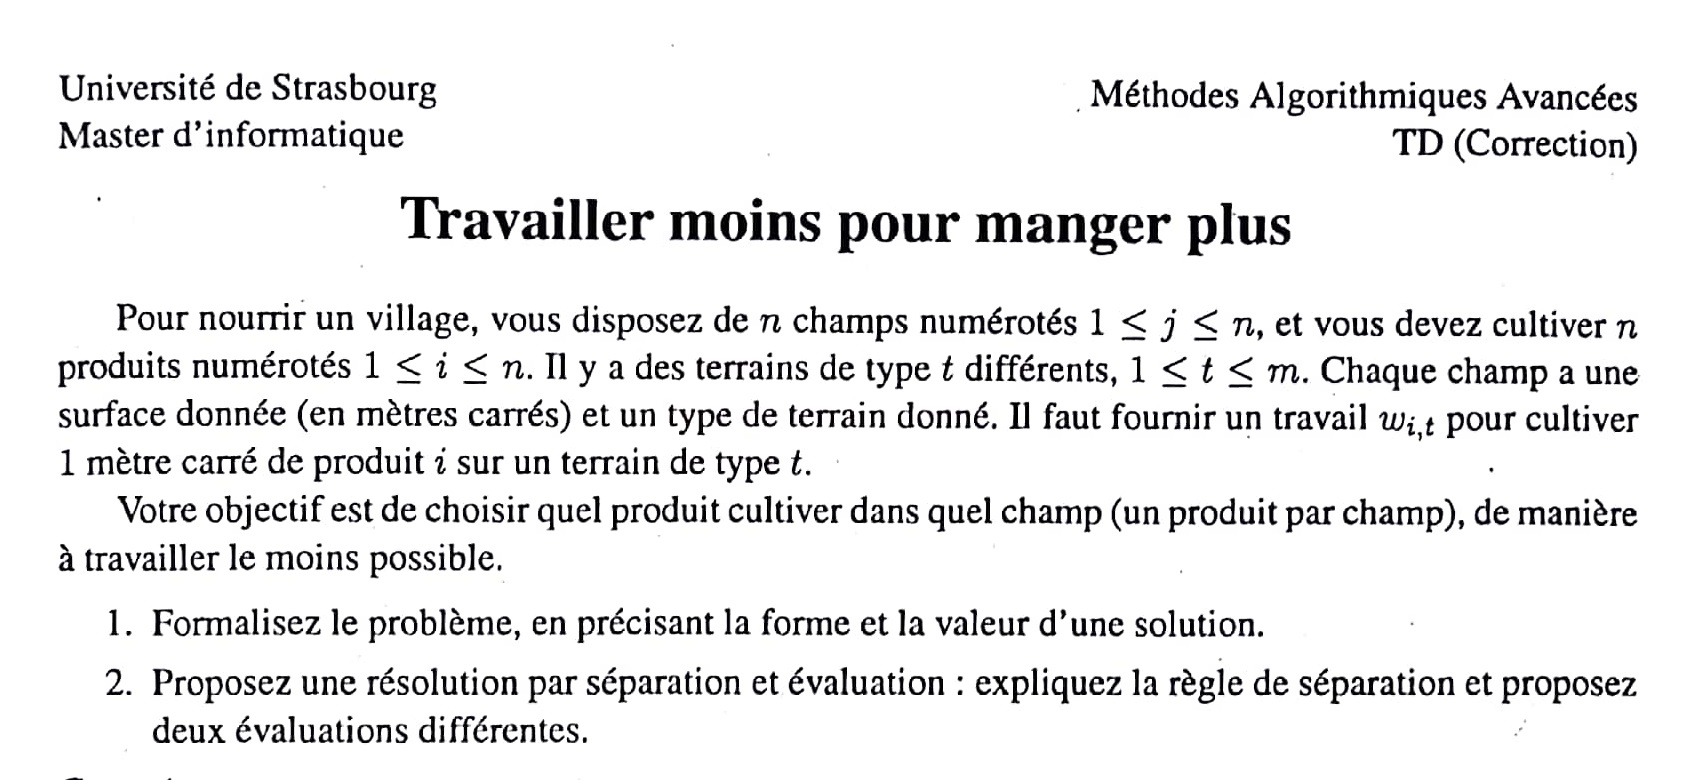 Université de Strasbourg
Master d'informatique
Méthodes Algorithmiques Avancées
TD (Correction)
Travailler moins pour manger plus
Pour nourrir un village, vous disposez de n champs numérotés 1 ≤ j ≤ n, et vous devez cultiver n
produits numérotés 1 ≤ i ≤ n. Il y a des terrains de type t différents, 1 ≤ t ≤ m. Chaque champ a une
surface donnée (en mètres carrés) et un type de terrain donné. Il faut fournir un travail w_{i,t} pour cultiver
1 mètre carré de produit i sur un terrain de type t.
Votre objectif est de choisir quel produit cultiver dans quel champ (un produit par champ), de manière
à travailler le moins possible.
1. Formalisez le problème, en précisant la forme et la valeur d'une solution.
2. Proposez une résolution par séparation et évaluation : expliquez la règle de séparation et proposez
deux évaluations différentes.